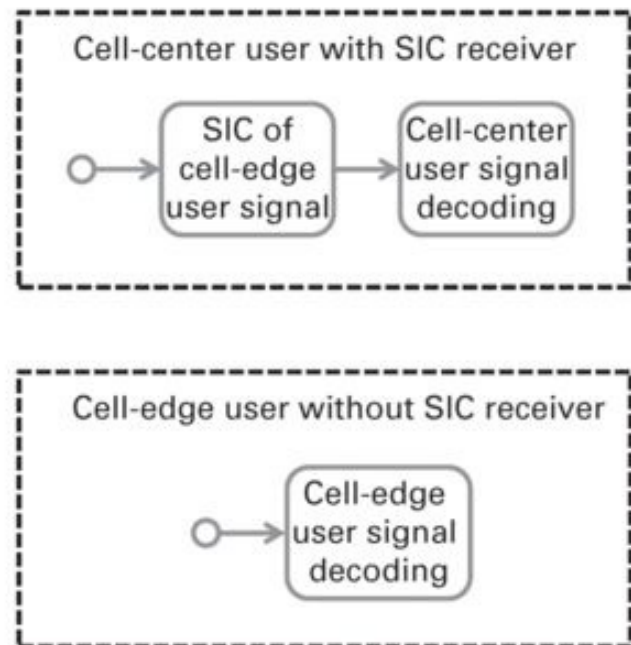 Cell-center user with SIC receiver
SIC of
cell-edge
user signal
Cell-center
user signal
decoding
Cell-edge user without SIC receiver
Cell-edge
user signal
decoding